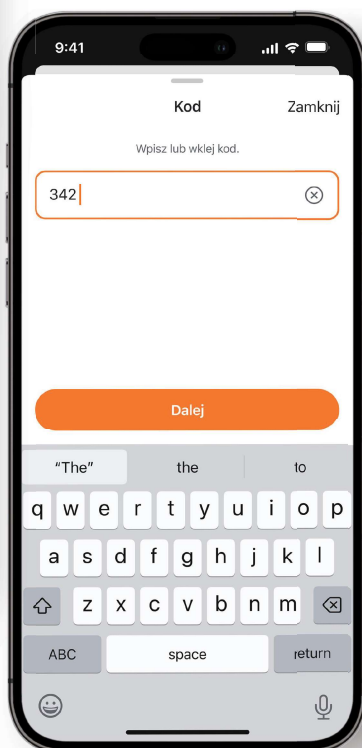 9:41
Kod Zamknij
Wpisz lub wklej kod.
342
Dalej
"The" the to
q w e r t y u i o p
a s d f g h j k l
z x c v b n m
ABC space return